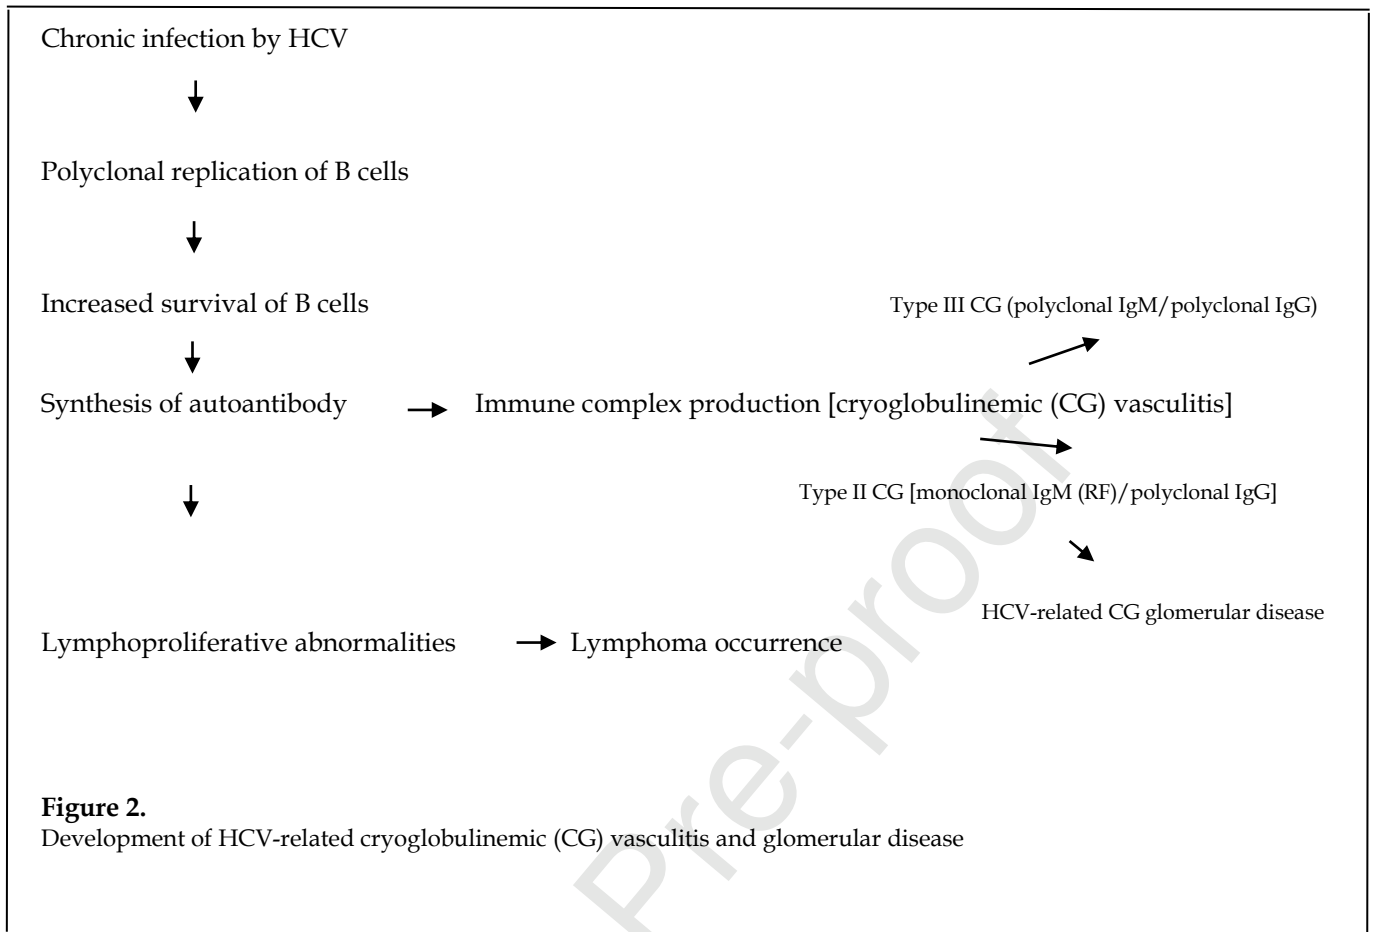 Chronic infection by HCV
Polyclonal replication of B cells
Increased survival of B cells
Type III CG (polyclonal IgM/polyclonal IgG)
Synthesis of autoantibody
Immune complex production [cryoglobulinemic (CG) vasculitis]
Type II CG [monoclonal IgM (RF)/polyclonal IgG]
HCV-related CG glomerular disease
Lymphoproliferative abnormalities
Lymphoma occurrence
Figure 2.
Development of HCV-related cryoglobulinemic (CG) vasculitis and glomerular disease
Pre-proof